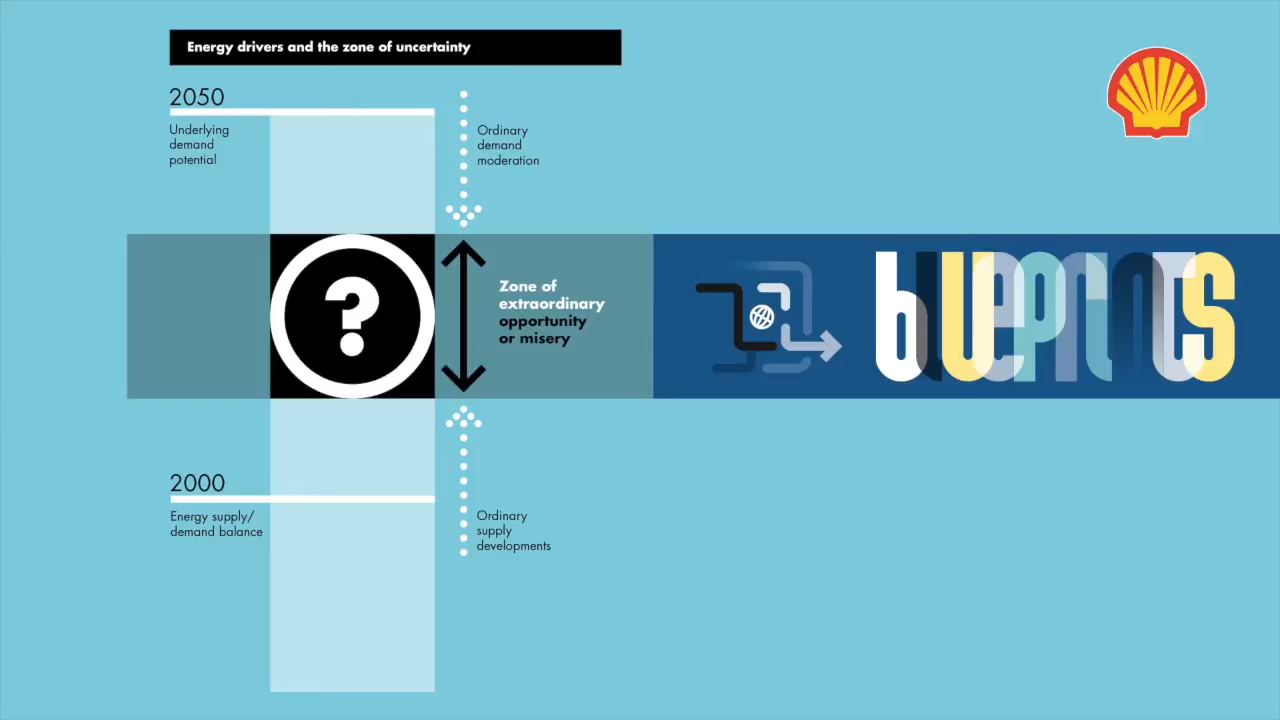 Energy drivers and the zone of uncertainty
2050
Underlying
demand
potential
Ordinary
demand
moderation
?
Zone of
extraordinary
opportunity
or misery
blueprints
2000
Energy supply/
demand balance
Ordinary
supply
developments